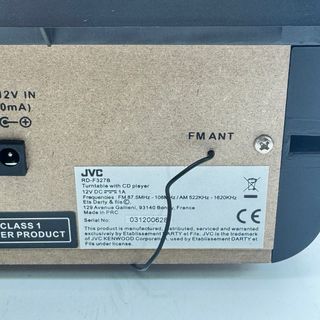 12V IN
0mA)
FM ANT
JVC
RD-F327B
Turntable with CD player
12V DC 1A
Frequencies : FM 87.5MHz - 108MHz / AM 522KHz - 1620KHz
Ets Darty & fils©,
129 Avenue Gallieni, 93140 Bondy, France
Made in PRC
Serial No: 031200628
This product is manufactured, distributed, serviced and warranted
exclusively by Etablissement DARTY et Fils. JVC is the trademark
of JVC KENWOOD Corporation, used by Etablissement DARTY et
Fils under license.
CLASS 1
ER PRODUCT